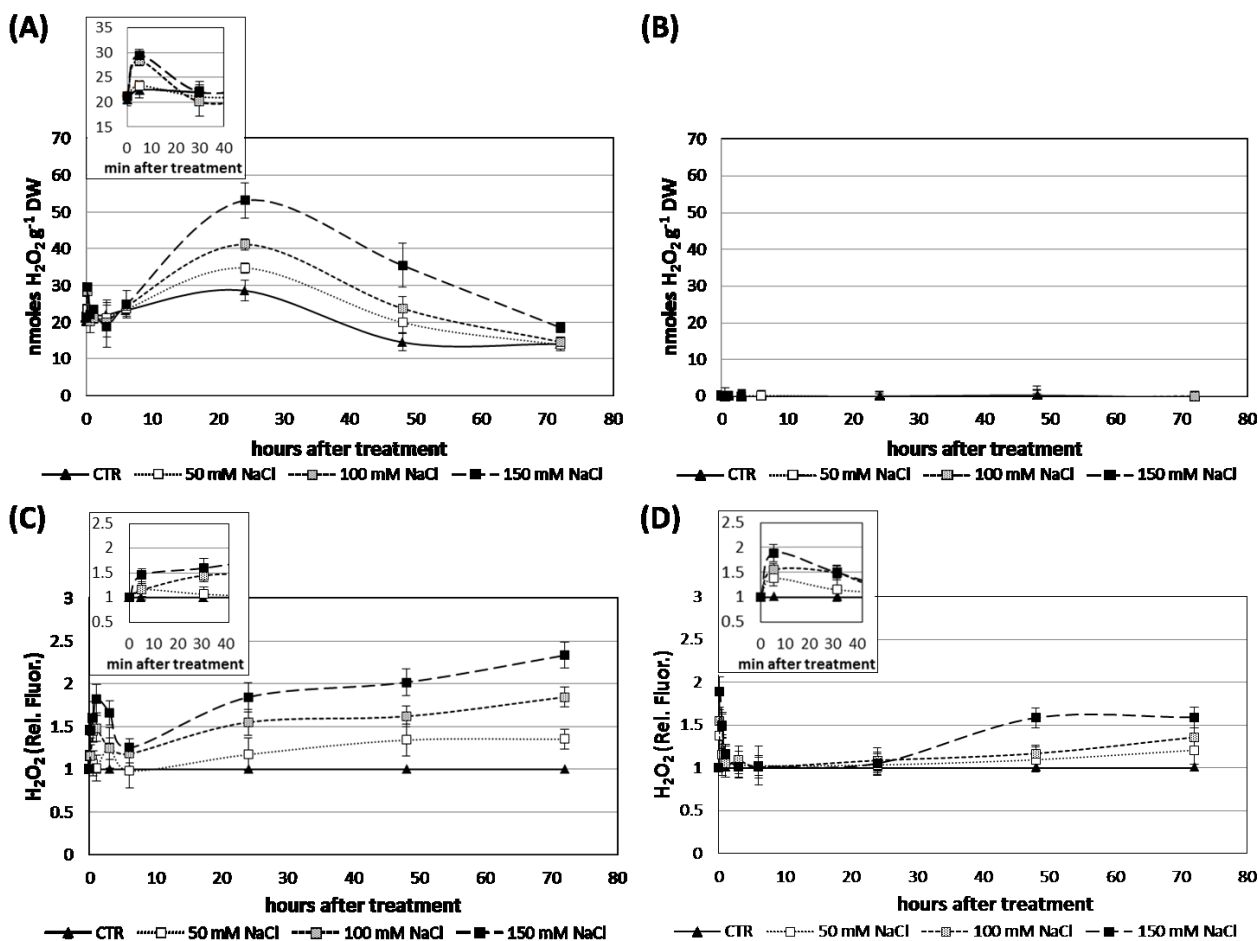 (A)
35
30
25
20
15
0 10 20 30 40
min after treatment
70
60
50
40
30
20
10
0
nmoles H₂O₂ g⁻¹ DW
0 10 20 30 40 50 60 70 80
hours after treatment
CTR 50 mM NaCl 100 mM NaCl 150 mM NaCl
(B)
70
60
50
40
30
20
10
0
nmoles H₂O₂ g⁻¹ DW
0 10 20 30 40 50 60 70 80
hours after treatment
CTR 50 mM NaCl 100 mM NaCl 150 mM NaCl
(C)
2.5
2
1.5
1
0.5
0 10 20 30 40
min after treatment
3
2.5
2
1.5
1
0.5
0
H₂O₂ (Rel. Fluor.)
0 10 20 30 40 50 60 70 80
hours after treatment
CTR 50 mM NaCl 100 mM NaCl 150 mM NaCl
(D)
2.5
2
1.5
1
0.5
0 10 20 30 40
min after treatment
3
2.5
2
1.5
1
0.5
0
H₂O₂ (Rel. Fluor.)
0 10 20 30 40 50 60 70 80
hours after treatment
CTR 50 mM NaCl 100 mM NaCl 150 mM NaCl